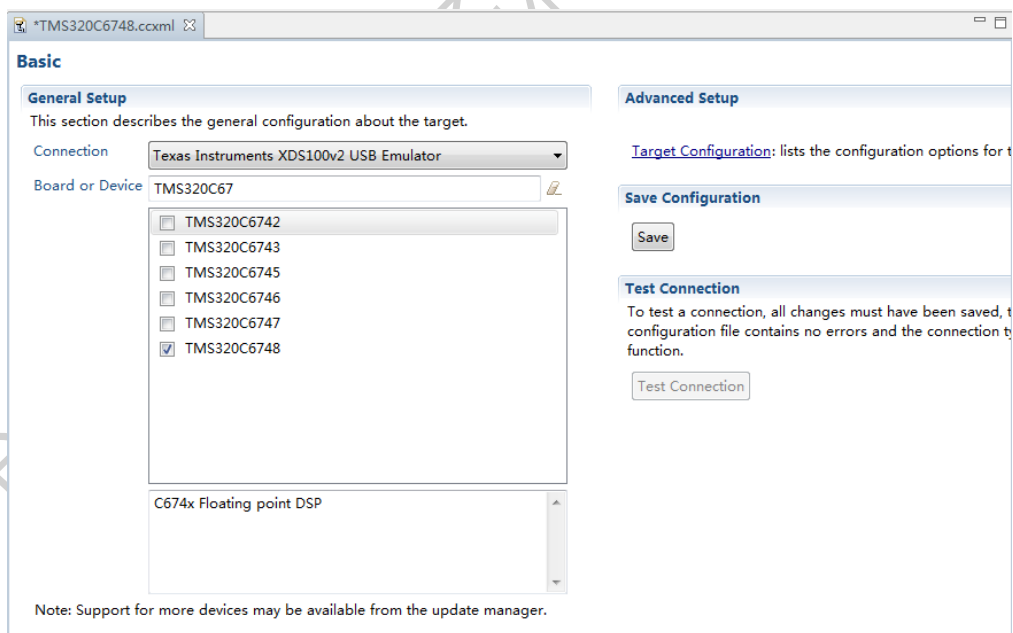 *TMS320C6748.ccxml
Basic
General Setup
This section describes the general configuration about the target.
Connection
Texas Instruments XDS100v2 USB Emulator
Board or Device
TMS320C67
TMS320C6742
TMS320C6743
TMS320C6745
TMS320C6746
TMS320C6747
TMS320C6748
C674x Floating point DSP
Note: Support for more devices may be available from the update manager.
Advanced Setup
Target Configuration: lists the configuration options for
Save Configuration
Save
Test Connection
To test a connection, all changes must have been saved,
configuration file contains no errors and the connection
function.
Test Connection